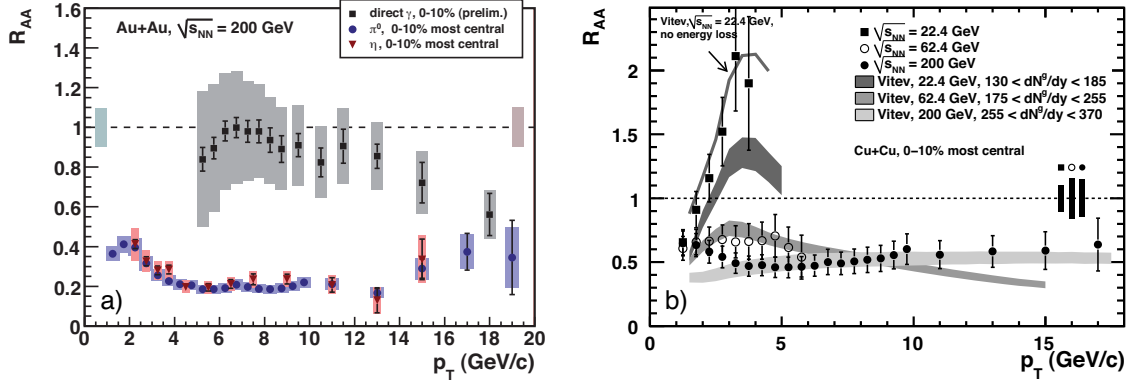 R_AA
1.6
1.4
1.2
1
0.8
0.6
0.4
0.2
0
Au+Au, √s_NN = 200 GeV
direct γ, 0-10% (prelim.)
π⁰, 0-10% most central
η, 0-10% most central
a)
0 2 4 6 8 10 12 14 16 18 20
p_T (GeV/c)
R_AA
2.5
2
1.5
1
0.5
0
Vitev, √s_NN = 22.4 GeV,
no energy loss
√s_NN = 22.4 GeV
√s_NN = 62.4 GeV
√s_NN = 200 GeV
Vitev, 22.4 GeV, 130 < dN^g/dy < 185
Vitev, 62.4 GeV, 175 < dN^g/dy < 255
Vitev, 200 GeV, 255 < dN^g/dy < 370
Cu+Cu, 0–10% most central
b)
0 5 10 15
p_T (GeV/c)